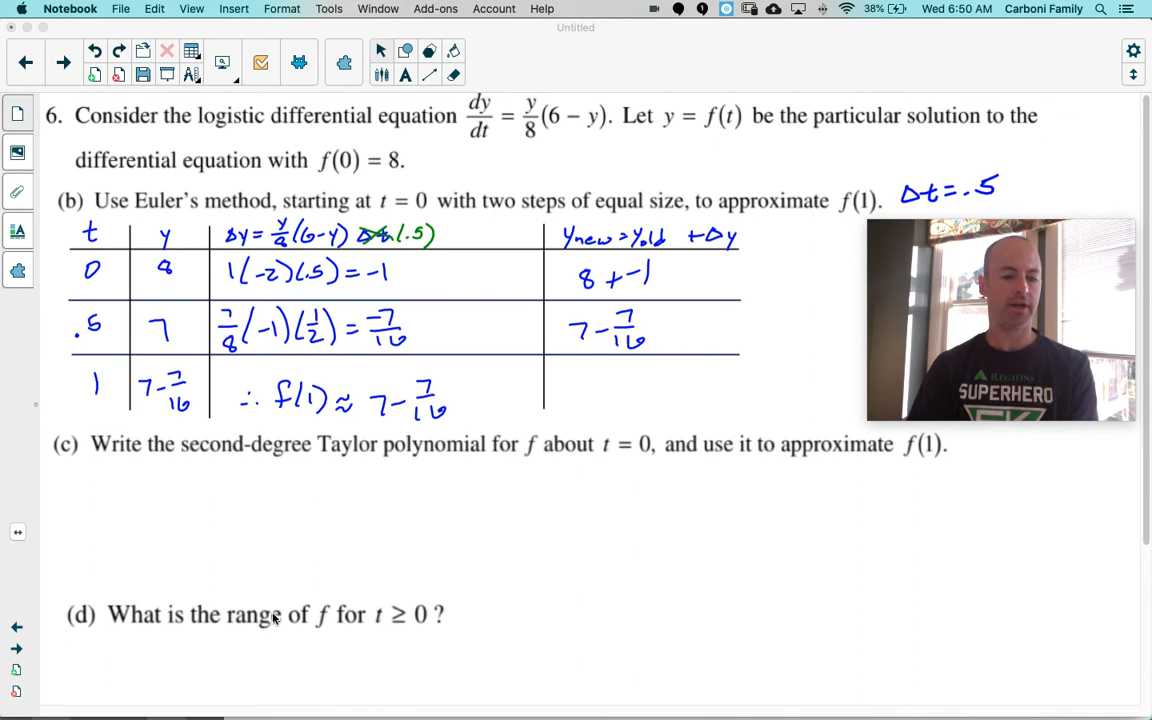 Notebook File Edit View Insert Format Tools Window Add-ons Account Help 38% Wed 6:50 AM Carboni Family
Untitled
6. Consider the logistic differential equation dy/dt = y/8 (6 − y). Let y = f(t) be the particular solution to the
differential equation with f(0) = 8.
(b) Use Euler's method, starting at t = 0 with two steps of equal size, to approximate f(1). Δt = .5
t y Δy = y/8 (6-y) (.5) ynew = yold + Δy
0 8 1(-2)(.5) = -1 8 + -1
.5 7 7/8 (-1)(1/2) = -7/16 7 - 7/16
1 7 - 7/16 ∴ f(1) ≈ 7 - 7/16
REGIONS
SUPERHERO
(c) Write the second-degree Taylor polynomial for f about t = 0, and use it to approximate f(1).
(d) What is the range of f for t ≥ 0 ?